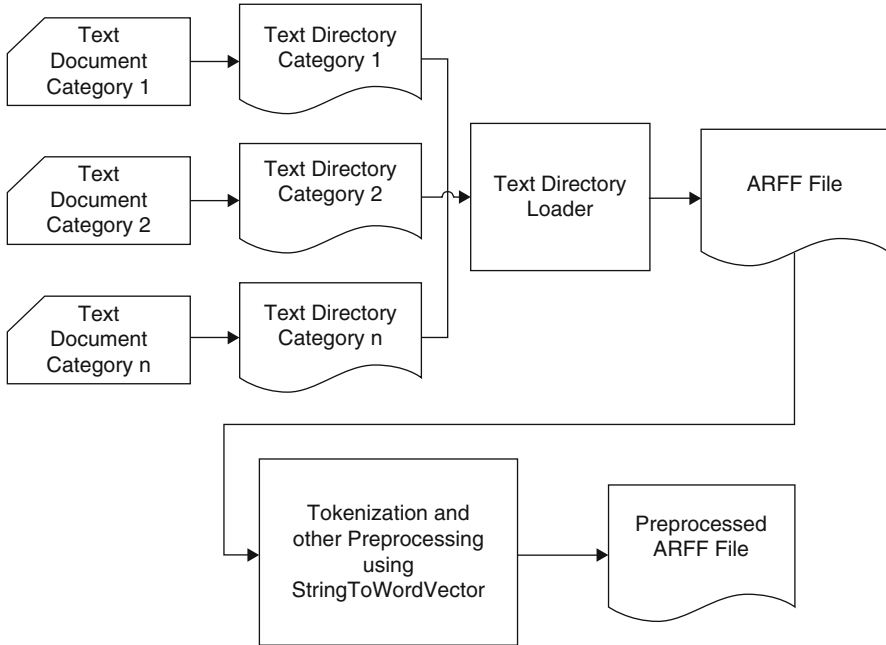 Text
Document
Category 1
Text Directory
Category 1
Text
Document
Category 2
Text Directory
Category 2
Text
Document
Category n
Text Directory
Category n
Text Directory
Loader
ARFF File
Tokenization and
other Preprocessing
using
StringToWordVector
Preprocessed
ARFF File